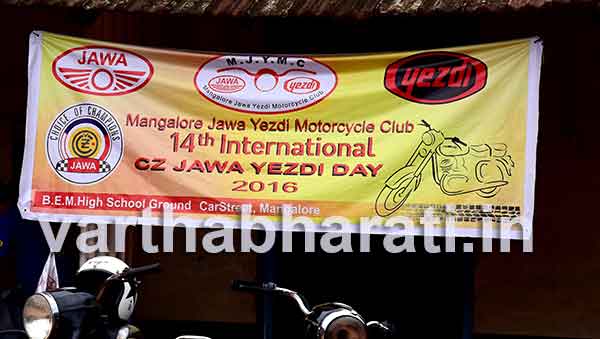 JAWA
M.J.Y.M.C
JAWA yezdi
Mangalore Jawa Yezdi Motorcycle Club
yezdi
CHOICE OF CHAMPIONS
CZ
JAWA
Mangalore Jawa Yezdi Motorcycle Club
14th International
CZ JAWA YEZDI DAY
2016
B.E.M.High School Ground CarStreet, Mangalore
varthabharati.in